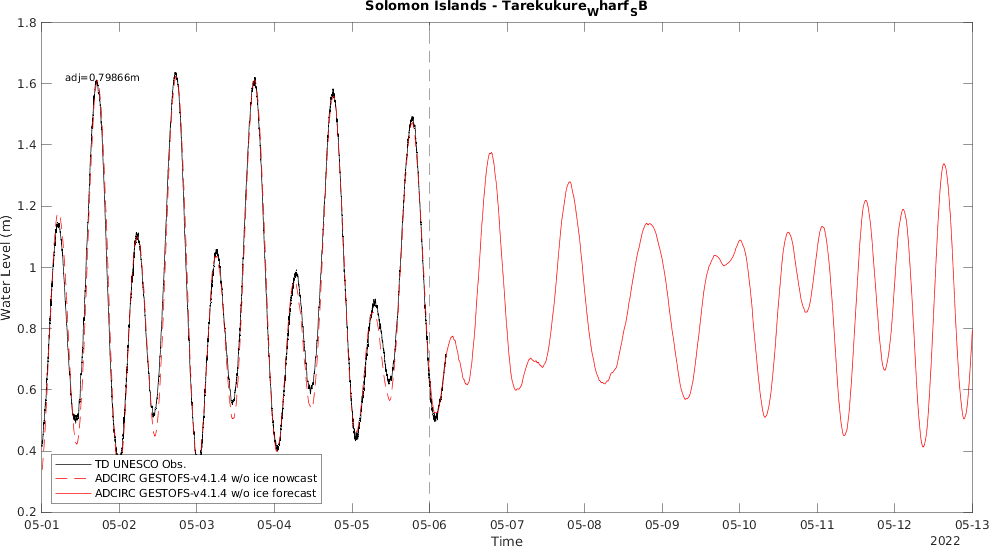 Solomon Islands - TarekukureWharfSB
adj=0.79866m
Water Level (m)
1.8
1.6
1.4
1.2
1
0.8
0.6
0.4
0.2
TD UNESCO Obs.
ADCIRC GESTOFS-v4.1.4 w/o ice nowcast
ADCIRC GESTOFS-v4.1.4 w/o ice forecast
05-01 05-02 05-03 05-04 05-05 05-06 05-07 05-08 05-09 05-10 05-11 05-12 05-13
Time
2022